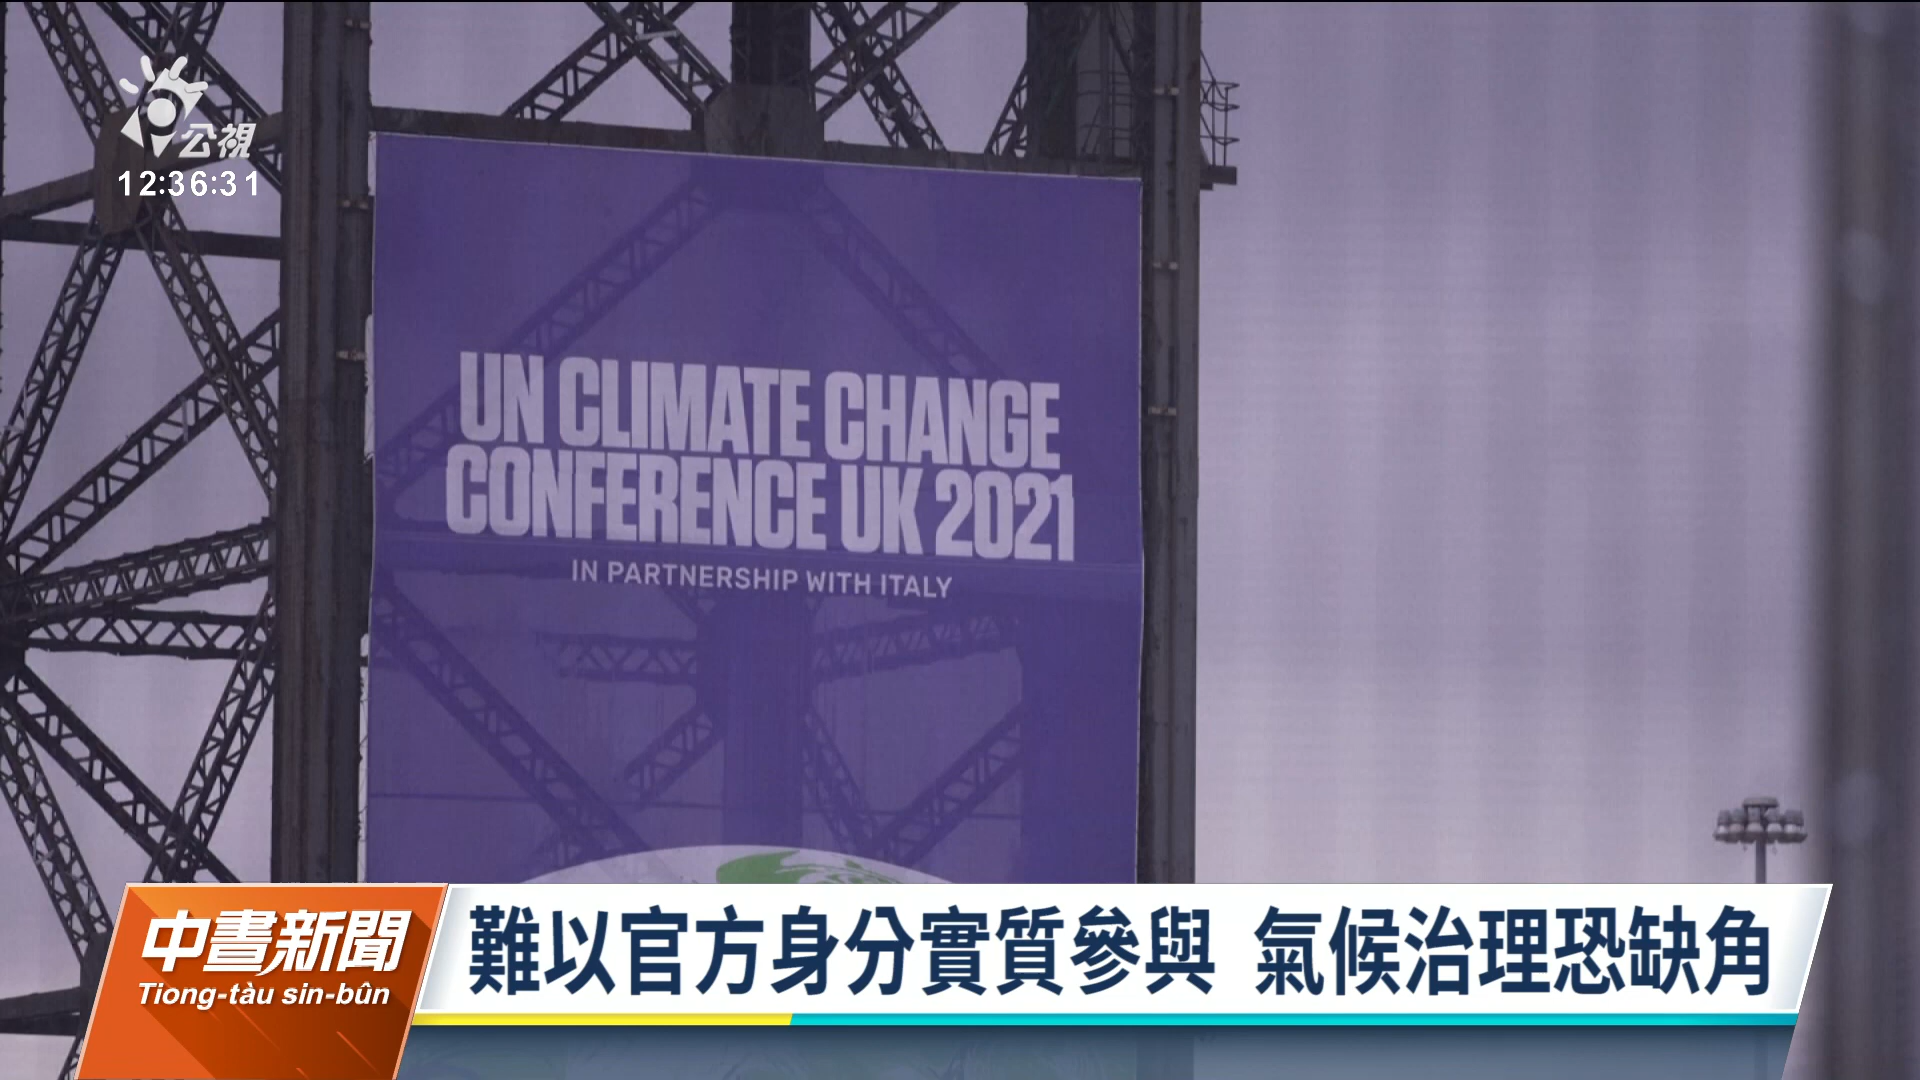 公視
12:36:31
UN CLIMATE CHANGE
CONFERENCE UK 2021
IN PARTNERSHIP WITH ITALY
中晝新聞
Tiong-tàu sin-bûn
難以官方身分實質參與 氣候治理恐缺角